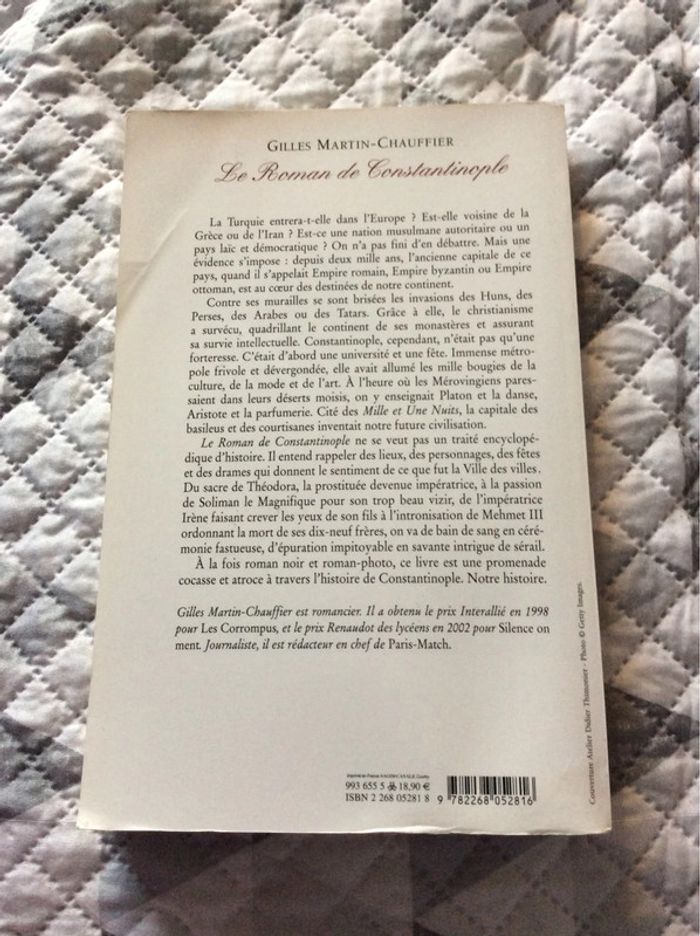 GILLES MARTIN-CHAUFFIER
Le Roman de Constantinople
La Turquie entrera-t-elle dans l'Europe ? Est-elle voisine de la
Grèce ou de l'Iran ? Est-ce une nation musulmane autoritaire ou un
pays laïc et démocratique ? On n'a pas fini d'en débattre. Mais une
évidence s'impose : depuis deux mille ans, l'ancienne capitale de ce
pays, quand il s'appelait Empire romain, Empire byzantin ou Empire
ottoman, est au cœur des destinées de notre continent.
Contre ses murailles se sont brisées les invasions des Huns, des
Perses, des Arabes ou des Tatars. Grâce à elle, le christianisme
a survécu, quadrillant le continent de ses monastères et assurant
sa survie intellectuelle. Constantinople, cependant, n'était pas qu'une
forteresse. C'était d'abord une université et une fête. Immense métro-
pole frivole et dévergondée, elle avait allumé les mille bougies de la
culture, de la mode et de l'art. À l'heure où les Mérovingiens pares-
saient dans leurs déserts moisis, on y enseignait Platon et la danse,
Aristote et la parfumerie. Cité des Mille et Une Nuits, la capitale des
basileus et des courtisanes inventait notre future civilisation.
Le Roman de Constantinople ne se veut pas un traité encyclopé-
dique d'histoire. Il entend rappeler des lieux, des personnages, des fêtes
et des drames qui donnent le sentiment de ce que fut la Ville des villes.
Du sacre de Théodora, la prostituée devenue impératrice, à la passion
de Soliman le Magnifique pour son trop beau vizir, de l'impératrice
Irène faisant crever les yeux de son fils à l'intronisation de Mehmet III
ordonnant la mort de ses dix-neuf frères, on va de bain de sang en céré-
monie fastueuse, d'épuration impitoyable en savante intrigue de sérail.
À la fois roman noir et roman-photo, ce livre est une promenade
cocasse et atroce à travers l'histoire de Constantinople. Notre histoire.
Gilles Martin-Chauffier est romancier. Il a obtenu le prix Interallié en 1998
pour Les Corrompus, et le prix Renaudot des lycéens en 2002 pour Silence on
ment. Journaliste, il est rédacteur en chef de Paris-Match.
993 655 5 18,90 €
ISBN 2 268 05281 8
9 782268 052816
Couverture Atelier Didier Thimonier - Photo © Getty Images.